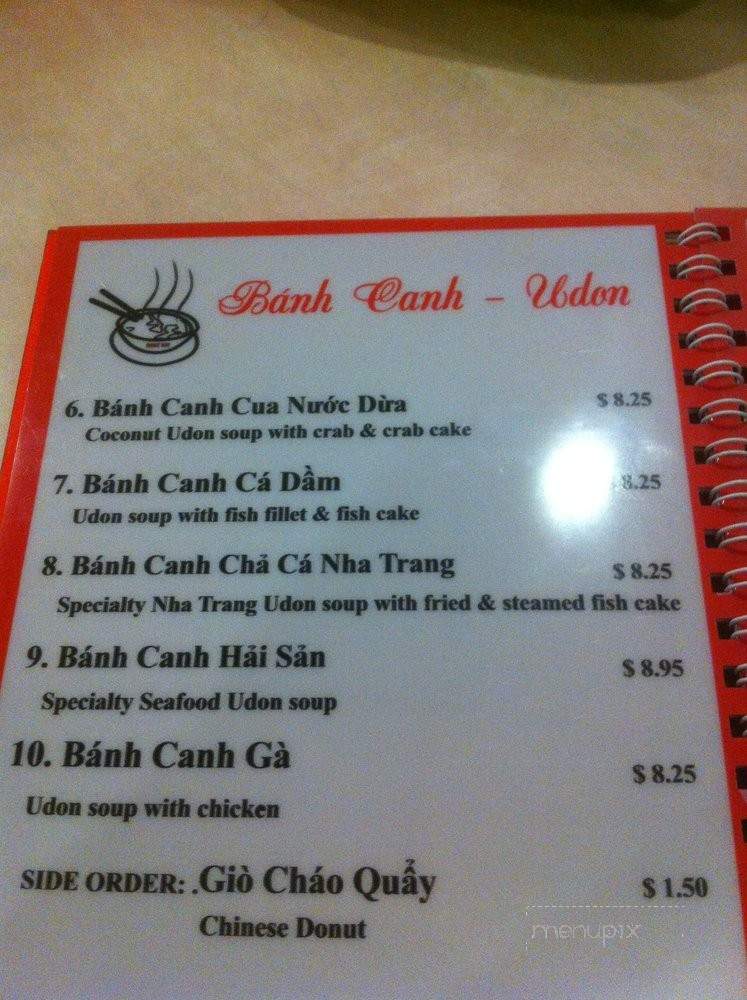 Bánh Canh - Udon
6. Bánh Canh Cua Nước Dừa $ 8.25
Coconut Udon soup with crab & crab cake
7. Bánh Canh Cá Dầm 8.25
Udon soup with fish fillet & fish cake
8. Bánh Canh Chả Cá Nha Trang $ 8.25
Specialty Nha Trang Udon soup with fried & steamed fish cake
9. Bánh Canh Hải Sản $ 8.95
Specialty Seafood Udon soup
10. Bánh Canh Gà $ 8.25
Udon soup with chicken
SIDE ORDER: .Giò Cháo Quẩy $ 1.50
Chinese Donut
menupix